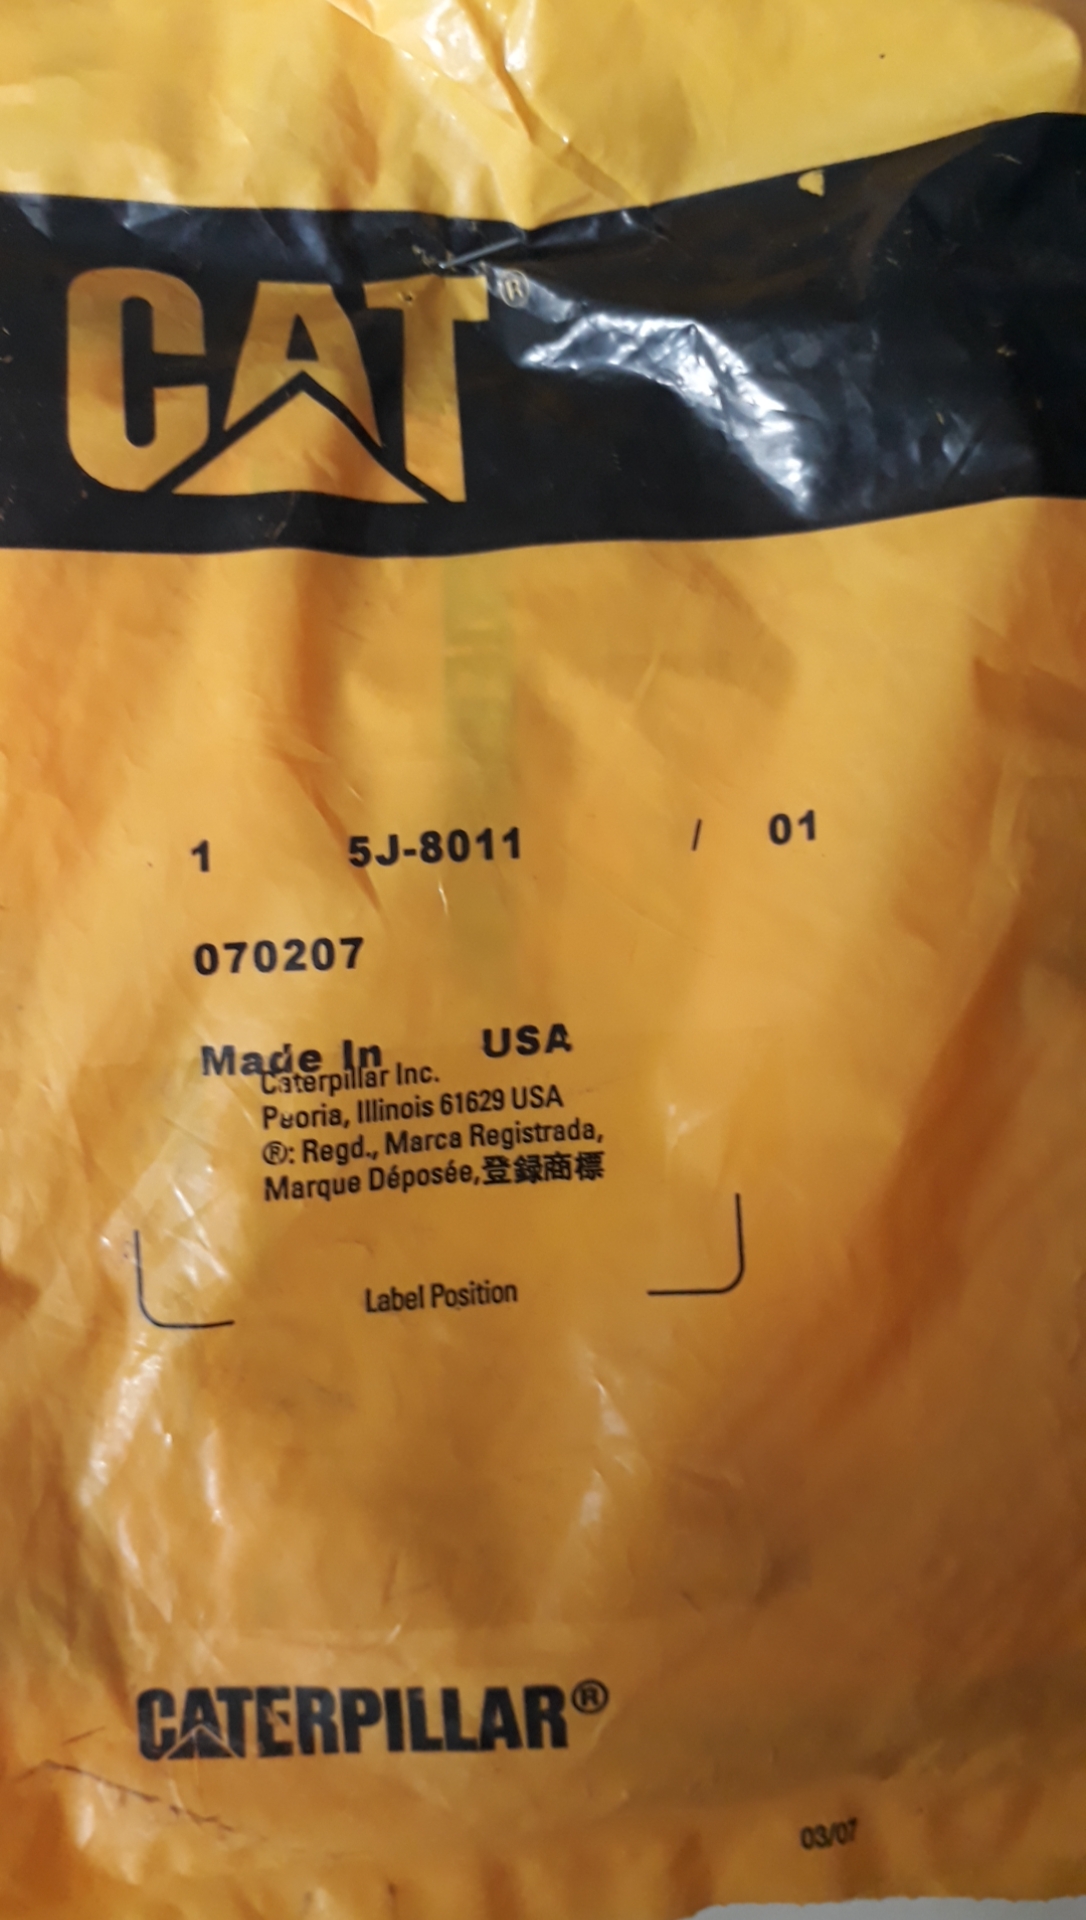 CAT®
1 5J-8011 / 01
070207
Made In USA
Caterpillar Inc.
Peoria, Illinois 61629 USA
®: Regd., Marca Registrada,
Marque Déposée,登録商標
Label Position
CATERPILLAR®
03/07